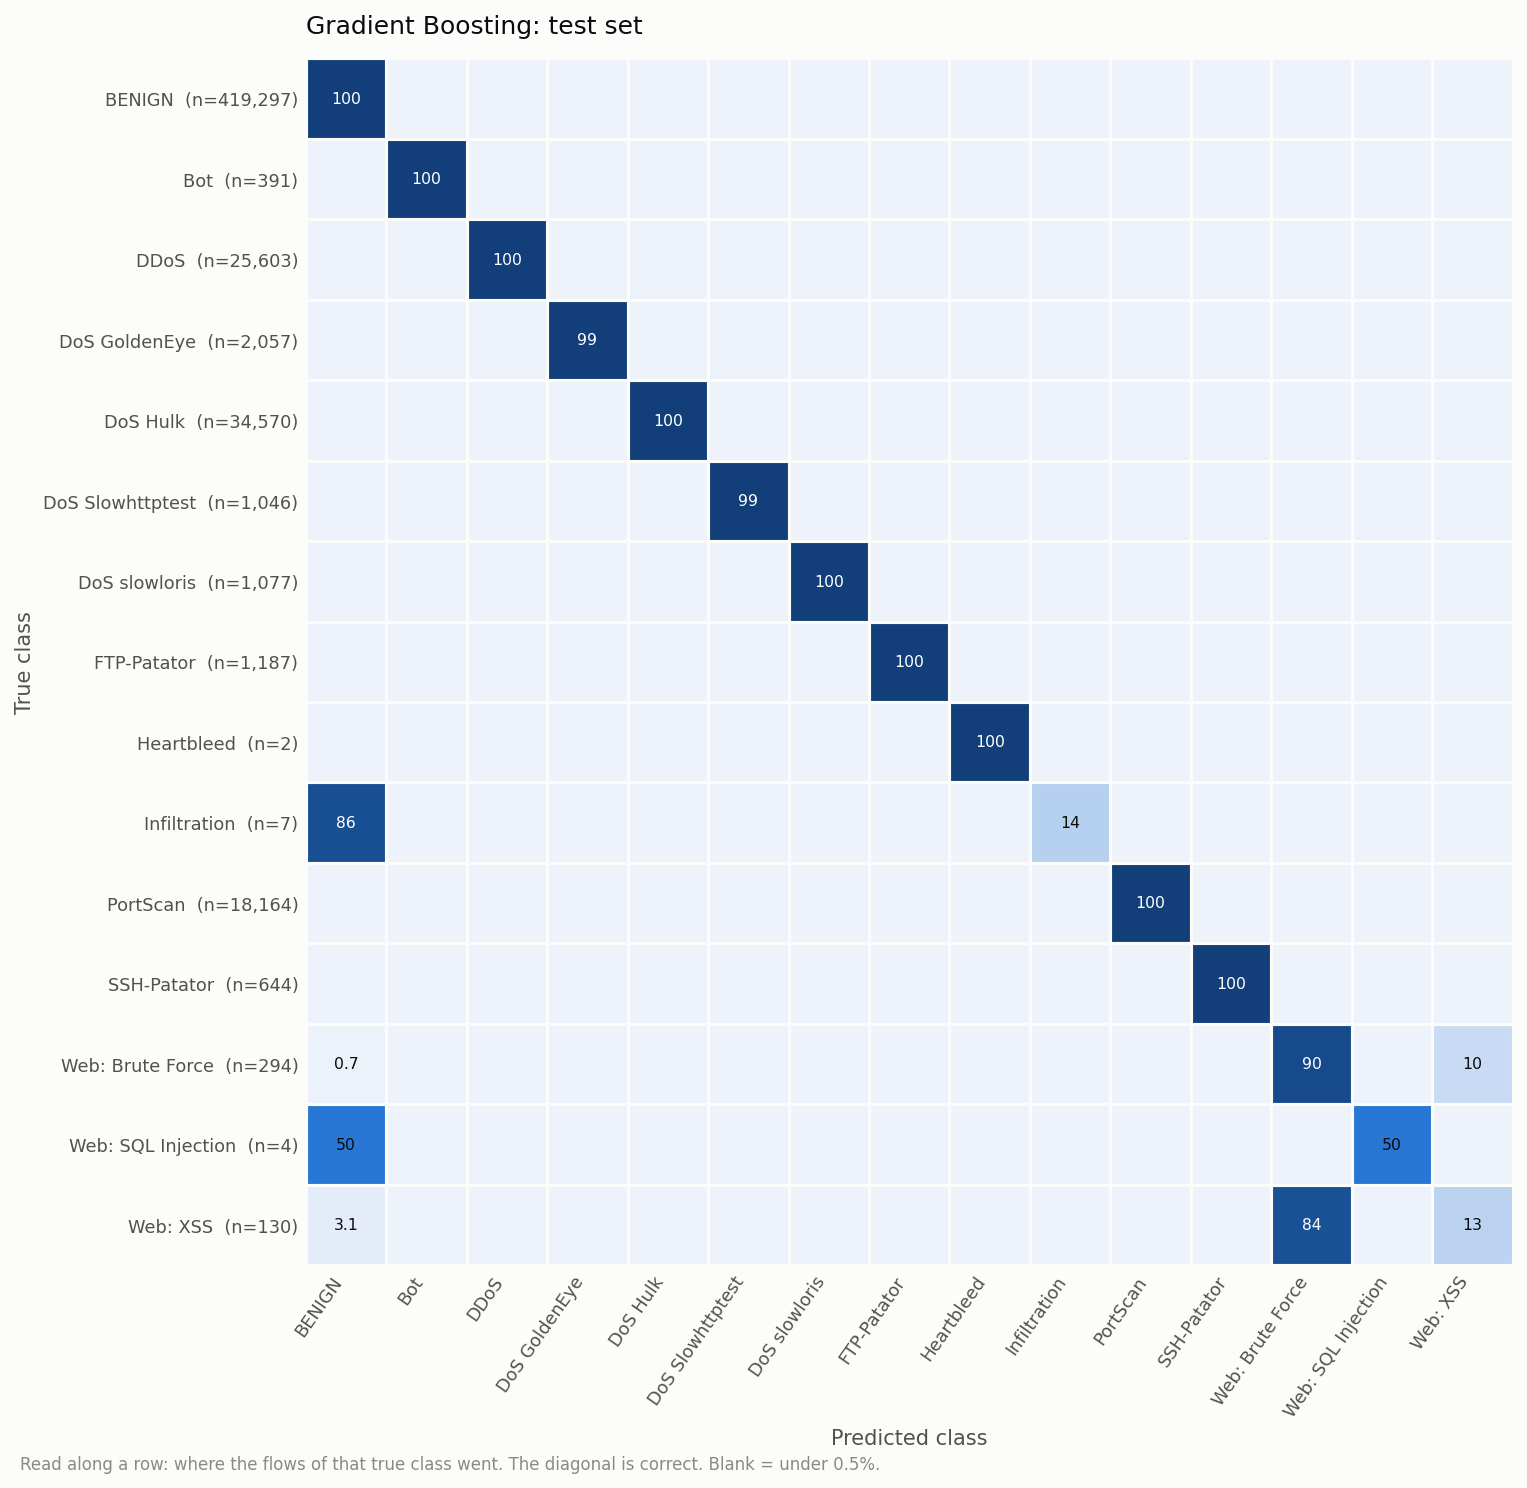 Gradient Boosting: test set
BENIGN (n=419,297)
100
Bot (n=391)
100
DDoS (n=25,603)
100
DoS GoldenEye (n=2,057)
99
DoS Hulk (n=34,570)
100
DoS Slowhttptest (n=1,046)
99
DoS slowloris (n=1,077)
100
FTP-Patator (n=1,187)
100
Heartbleed (n=2)
100
Infiltration (n=7)
86 14
PortScan (n=18,164)
100
SSH-Patator (n=644)
100
Web: Brute Force (n=294)
0.7 90 10
Web: SQL Injection (n=4)
50 50
Web: XSS (n=130)
3.1 84 13
True class
BENIGN
Bot
DDoS
DoS GoldenEye
DoS Hulk
DoS Slowhttptest
DoS slowloris
FTP-Patator
Heartbleed
Infiltration
PortScan
SSH-Patator
Web: Brute Force
Web: SQL Injection
Web: XSS
Predicted class
Read along a row: where the flows of that true class went. The diagonal is correct. Blank = under 0.5%.